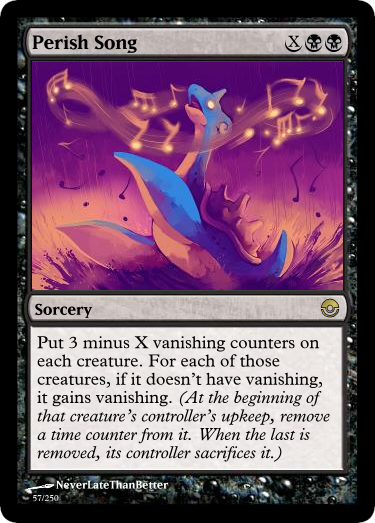 Perish Song X
Sorcery
Put 3 minus X vanishing counters on
each creature. For each of those
creatures, if it doesn't have vanishing,
it gains vanishing. (At the beginning of
that creature's controller's upkeep, remove
a time counter from it. When the last is
removed, its controller sacrifices it.)
NeverLateThanBetter
57/250